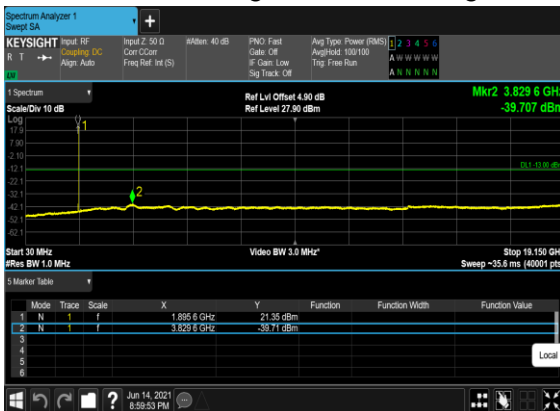 Spectrum Analyzer 1
Swept SA
+
KEYSIGHT
R T
LV
Input: RF
Coupling: DC
Align: Auto
Input Z: 50 Ω
Corr CCorr
Freq Ref: Int (S)
#Atten: 40 dB
PNO: Fast
Gate: Off
IF Gain: Low
Sig Track: Off
Avg Type: Power (RMS)
Avg|Hold: 100/100
Trig: Free Run
1 2 3 4 5 6
A W W W W W
A N N N N N
1 Spectrum
Scale/Div 10 dB
Ref Lvl Offset 4.90 dB
Ref Level 27.90 dBm
Mkr2 3.829 6 GHz
-39.707 dBm
Log
17.9
7.90
-2.10
-12.1
-22.1
-32.1
-42.1
-52.1
-62.1
1
2
DL1 -13.00 dBm
Start 30 MHz
#Res BW 1.0 MHz
Video BW 3.0 MHz*
Stop 19.150 GH
Sweep ~35.6 ms (40001 pts
5 Marker Table
Mode Trace Scale X Y Function Function Width Function Value
1 N 1 f 1.895 6 GHz 21.35 dBm
2 N 1 f 3.829 6 GHz -39.71 dBm
3
4
5
6
Local
? Jun 14, 2021
8:59:53 PM